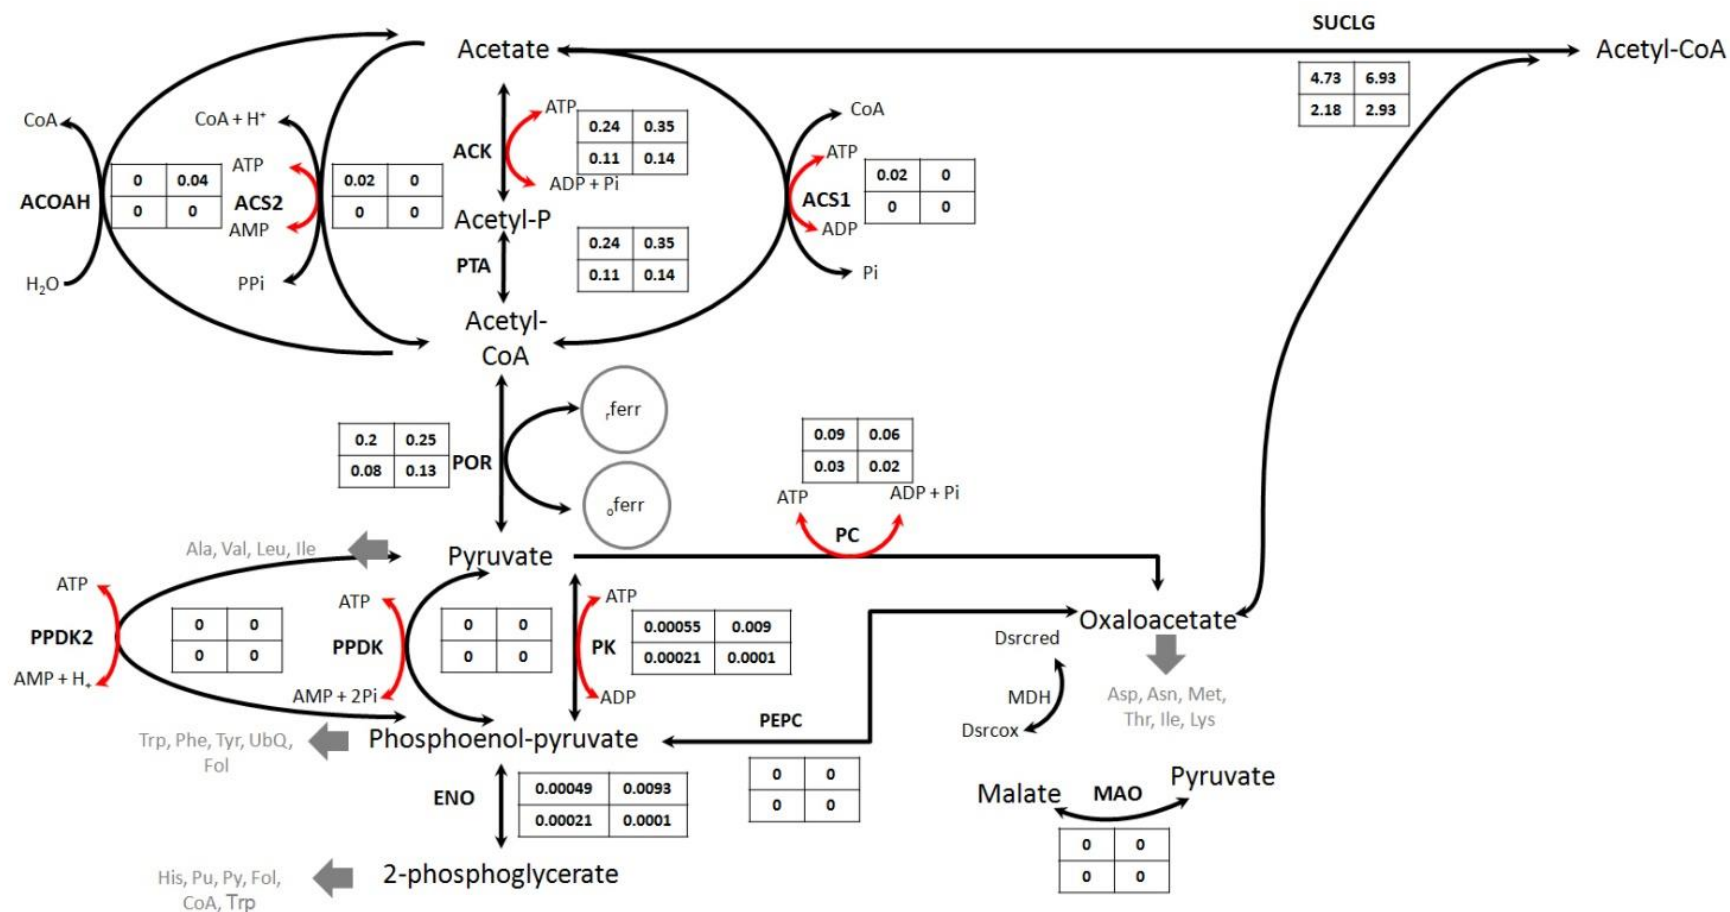 SUCLG
Acetate
Acetyl-CoA
4.73 6.93
2.18 2.93
CoA
CoA + H⁺
ATP
0.24 0.35
0.11 0.14
CoA
ACK
ADP + Pi
ATP
ATP
0 0.04
0 0
0.02 0
0 0
0.02 0
0 0
ACOAH
ACS2
AMP
ACS1
ADP
Acetyl-P
PTA
0.24 0.35
0.11 0.14
H₂O
PPi
Pi
Acetyl-
CoA
ᵣferr
0.2 0.25
0.08 0.13
POR
0.09 0.06
0.03 0.02
ₒferr
ATP
ADP + Pi
PC
Ala, Val, Leu, Ile
Pyruvate
ATP
ATP
ATP
0 0
0 0
0 0
0 0
0.00055 0.009
0.00021 0.0001
PPDK2
PPDK
PK
Oxaloacetate
Dsrcred
AMP + H₊
AMP + 2Pi
ADP
MDH
Asp, Asn, Met,
Thr, Ile, Lys
Dsrcox
PEPC
Trp, Phe, Tyr, UbQ,
Fol
Phosphoenol-pyruvate
0 0
0 0
ENO
0.00049 0.0093
0.00021 0.0001
Malate
MAO
Pyruvate
0 0
0 0
His, Pu, Py, Fol,
CoA, Trp
2-phosphoglycerate